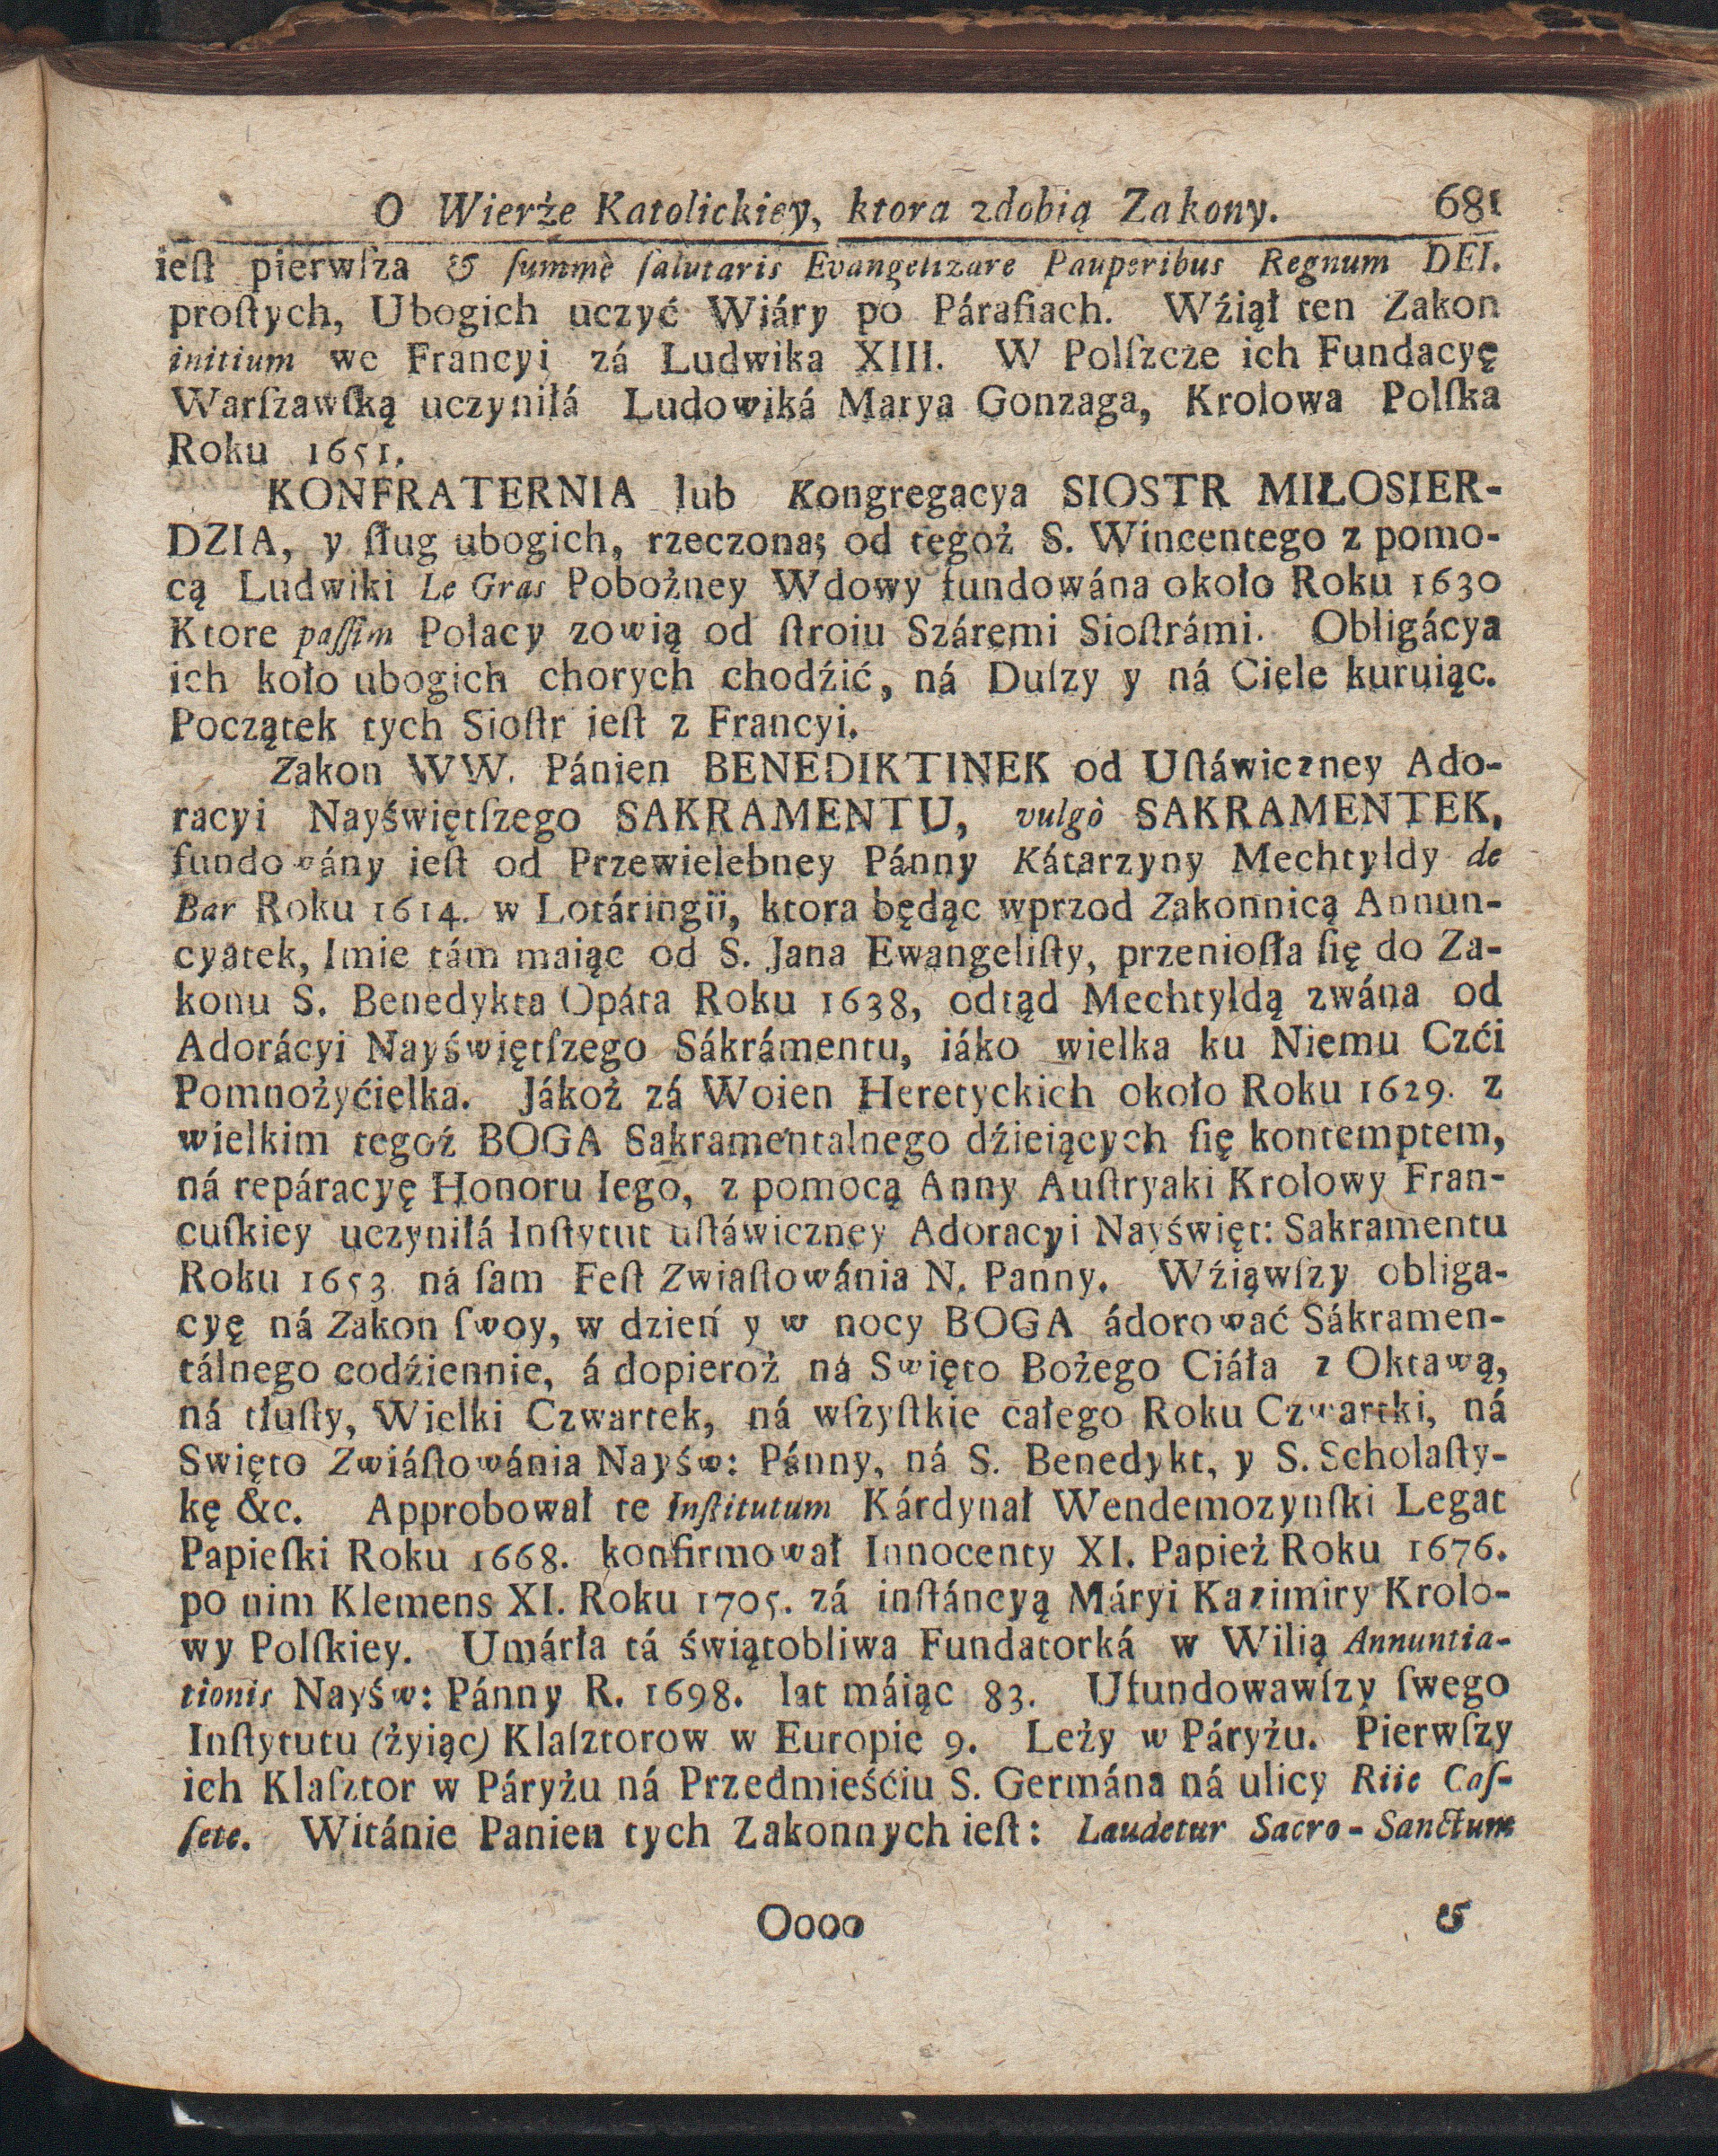 O Wierźe Katolickiey, ktora zdobią Zakony. 681
ieſt pierwſza & ſummè ſalutaris Evangelizare Pauperibus Regnum DEI.
proſtych, Ubogich uczyć Wiáry po Párafiach. Wźiął ten Zakon
initium we Francyi zá Ludwika XIII. W Polſzcze ich Fundacyę
Warſzawſką uczyniłá Ludowiká Marya Gonzaga, Krolowa Polſka
Roku 1651.
KONFRATERNIA lub Kongregacya SIOSTR MIŁOSIER-
DZIA, y ſług ubogich, rzeczona; od tegoż S. Wincentego z pomo-
cą Ludwiki Le Gras Pobożney Wdowy fundowána około Roku 1630
Ktore paſſim Polacy zowią od ſtroiu Száremi Sioſtrámi. Obligácya
ich koło ubogich chorych chodźić, ná Duſzy y ná Ciele kuruiąc.
Początek tych Sioſtr ieſt z Francyi.
Zakon WW. Pánien BENEDIKTINEK od Uſtáwiczney Ado-
racyi Nayświętſzego SAKRAMENTU, vulgò SAKRAMENTEK,
fundowány ieſt od Przewielebney Pánny Kátarzyny Mechtyldy de
Bar Roku 1614. w Lotáringii, ktora będąc wprzod Zakonnicą Annun-
cyatek, Imie tám maiąc od S. Jana Ewangeliſty, przenioſła ſię do Za-
konu S. Benedykta Opáta Roku 1638, odtąd Mechtyldą zwána od
Adorácyi Nayświętſzego Sákrámentu, iáko wielka ku Niemu Czći
Pomnożyćielka. Jákoż zá Woien Heretyckich około Roku 1629. z
wielkim tegoż BOGA Sakramentalnego dźieiących ſię kontemptem,
ná repáracyę Honoru Iego, z pomocą Anny Auſtryaki Krolowy Fran-
cuſkiey uczyniłá Inſtytut uſtáwiczney Adoracyi Nayświęt: Sakramentu
Roku 1653 ná ſam Feſt Zwiaſtowánia N. Panny. Wźiąwſzy obliga-
cyę ná Zakon ſwoy, w dzień y w nocy BOGA ádorować Sákramen-
tálnego codźiennie, á dopieroż ná Swięto Bożego Ciáła z Oktawą,
ná tłuſty, Wielki Czwartek, ná wſzyſtkie całego Roku Czwartki, ná
Swięto Zwiáſtowánia Nayśw: Pánny, ná S. Benedykt, y S. Scholaſty-
kę &c. Approbował te Inſtitutum Kárdynał Wendemozynſki Legat
Papieſki Roku 1668. konfirmował Innocenty XI. Papież Roku 1676.
po nim Klemens XI. Roku 1705. zá inſtáncyą Máryi Kazimiry Krolo-
wy Polſkiey. Umárła tá świątobliwa Fundatorká w Wilią Annuntia-
tionis Nayśw: Pánny R. 1698. lat máiąc 83. Ufundowawſzy ſwego
Inſtytutu (żyiąc) Klaſztorow w Europie 9. Leży w Páryżu. Pierwſzy
ich Klaſztor w Páryżu ná Przedmieśćiu S. Germána ná ulicy Riie Caſ-
ſete. Witánie Panien tych Zakonnych ieſt: Laudetur Sacro-Sanctum
Oooo &